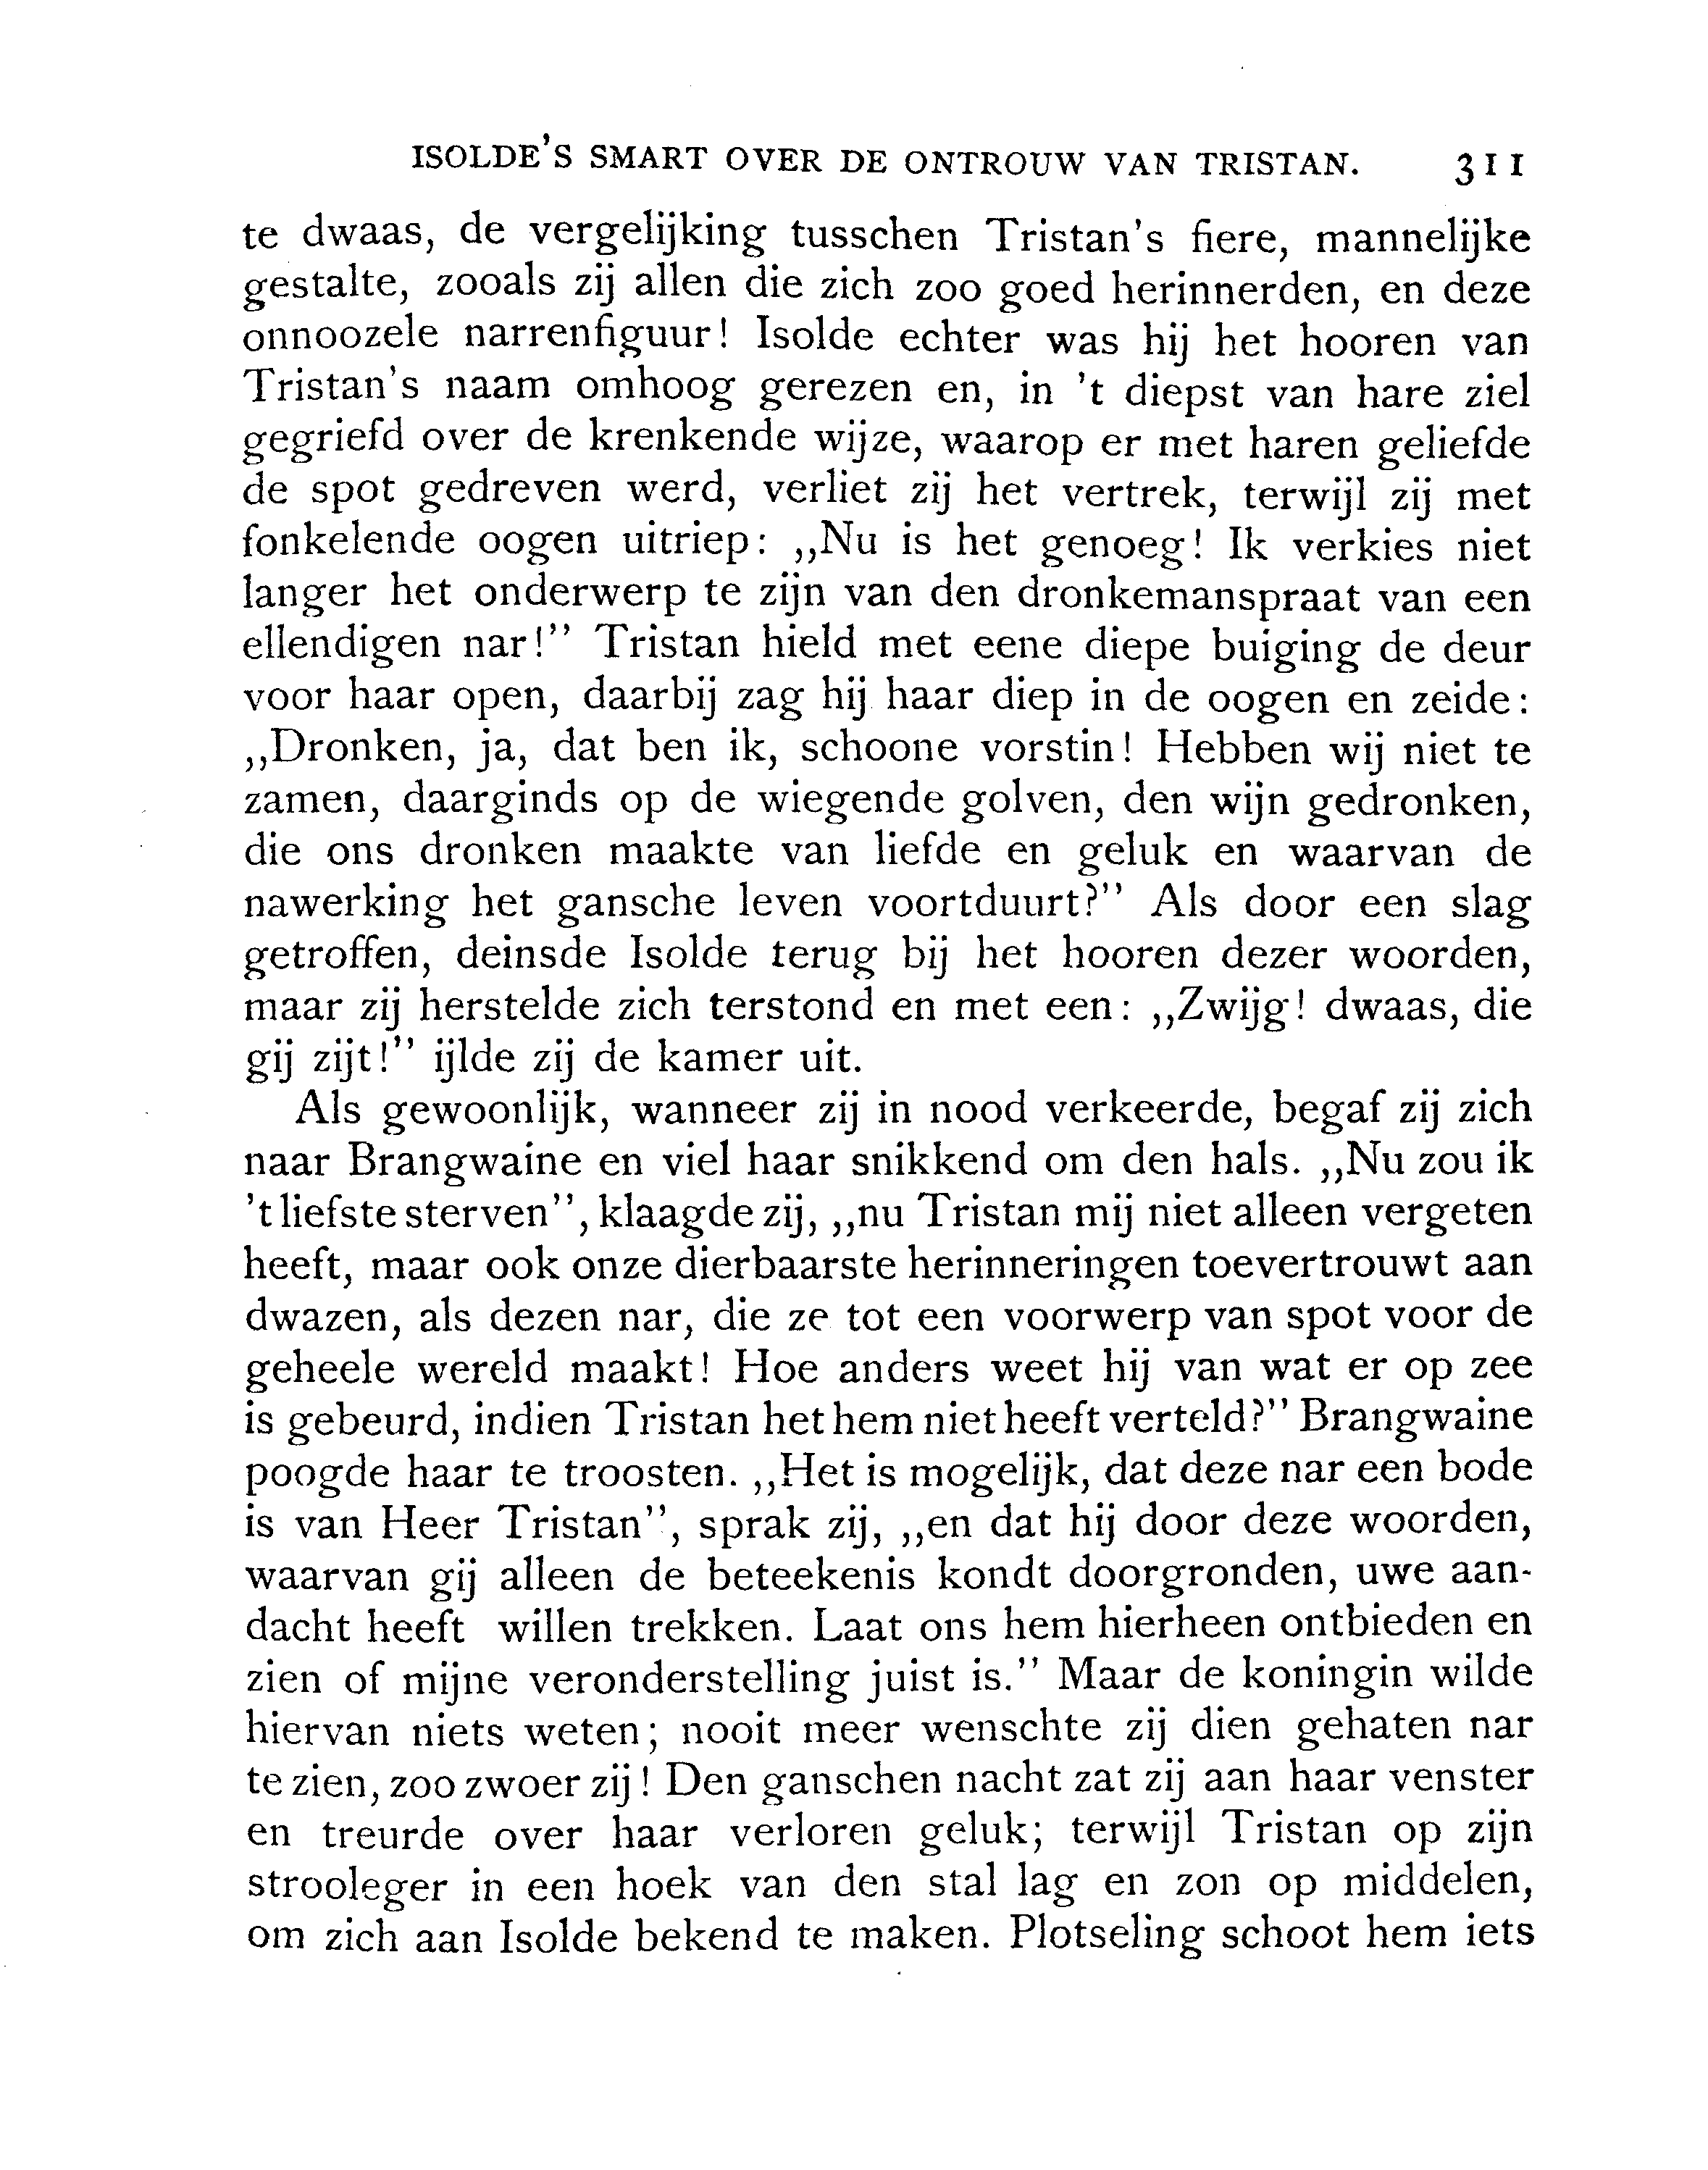 ISOLDE'S SMART OVER DE ONTROUW VAN TRISTAN. 311
te dwaas, de vergelijking tusschen Tristan's fiere, mannelijke
gestalte, zooals zij allen die zich zoo goed herinnerden, en deze
onnoozele narrenfiguur! Isolde echter was hij het hooren van
Tristan's naam omhoog gerezen en, in 't diepst van hare ziel
gegriefd over de krenkende wijze, waarop er met haren geliefde
de spot gedreven werd, verliet zij het vertrek, terwijl zij met
fonkelende oogen uitriep: ,,Nu is het genoeg! Ik verkies niet
langer het onderwerp te zijn van den dronkemanspraat van een
ellendigen nar!'' Tristan hield met eene diepe buiging de deur
voor haar open, daarbij zag hij haar diep in de oogen en zeide:
,,Dronken, ja, dat ben ik, schoone vorstin! Hebben wij niet te
zamen, daarginds op de wiegende golven, den wijn gedronken,
die ons dronken maakte van liefde en geluk en waarvan de
nawerking het gansche leven voortduurt?'' Als door een slag
getroffen, deinsde Isolde terug bij het hooren dezer woorden,
maar zij herstelde zich terstond en met een: ,,Zwijg! dwaas, die
gij zijt!'' ijlde zij de kamer uit.
Als gewoonlijk, wanneer zij in nood verkeerde, begaf zij zich
naar Brangwaine en viel haar snikkend om den hals. ,,Nu zou ik
't liefste sterven'', klaagde zij, ,,nu Tristan mij niet alleen vergeten
heeft, maar ook onze dierbaarste herinneringen toevertrouwt aan
dwazen, als dezen nar, die ze tot een voorwerp van spot voor de
geheele wereld maakt! Hoe anders weet hij van wat er op zee
is gebeurd, indien Tristan het hem niet heeft verteld?'' Brangwaine
poogde haar te troosten. ,,Het is mogelijk, dat deze nar een bode
is van Heer Tristan'', sprak zij, ,,en dat hij door deze woorden,
waarvan gij alleen de beteekenis kondt doorgronden, uwe aan-
dacht heeft willen trekken. Laat ons hem hierheen ontbieden en
zien of mijne veronderstelling juist is.'' Maar de koningin wilde
hiervan niets weten; nooit meer wenschte zij dien gehaten nar
te zien, zoo zwoer zij! Den ganschen nacht zat zij aan haar venster
en treurde over haar verloren geluk; terwijl Tristan op zijn
strooleger in een hoek van den stal lag en zon op middelen,
om zich aan Isolde bekend te maken. Plotseling schoot hem iets